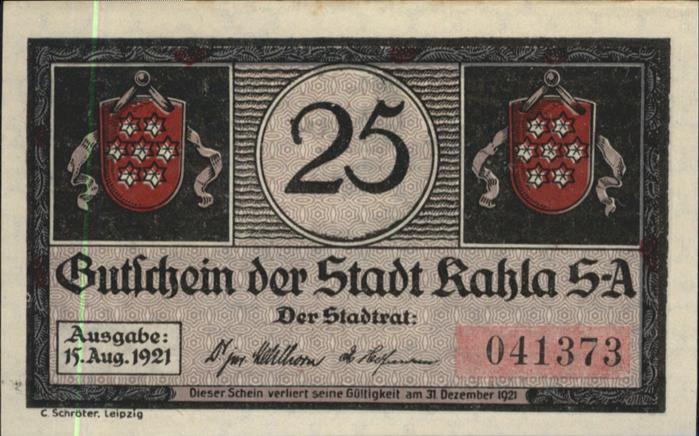 25
Gutschein der Stadt Kahla S-A
Der Stadtrat:
Ausgabe:
15. Aug. 1921
041373
Dieser Schein verliert seine Gültigkeit am 31. Dezember 1921
C. Schröter, Leipzig